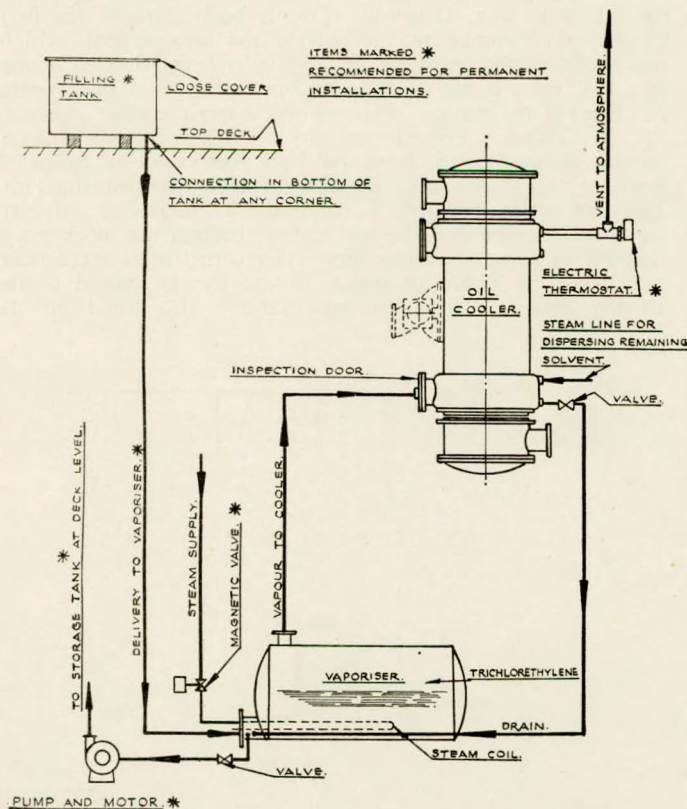 ITEMS MARKED *
RECOMMENDED FOR PERMANENT
INSTALLATIONS.
FILLING *
TANK
LOOSE COVER
TOP DECK.
CONNECTION IN BOTTOM OF
TANK AT ANY CORNER.
VENT TO ATMOSPHERE.
ELECTRIC
THERMOSTAT. *
OIL
COOLER.
STEAM LINE FOR
DISPERSING REMAINING
SOLVENT.
INSPECTION DOOR.
VALVE.
TO STORAGE TANK AT DECK LEVEL. *
DELIVERY TO VAPORISER. *
STEAM SUPPLY.
MAGNETIC VALVE. *
VAPOUR TO COOLER.
VAPORISER.
TRICHLORETHYLENE
DRAIN.
STEAM COIL.
VALVE.
PUMP AND MOTOR. *